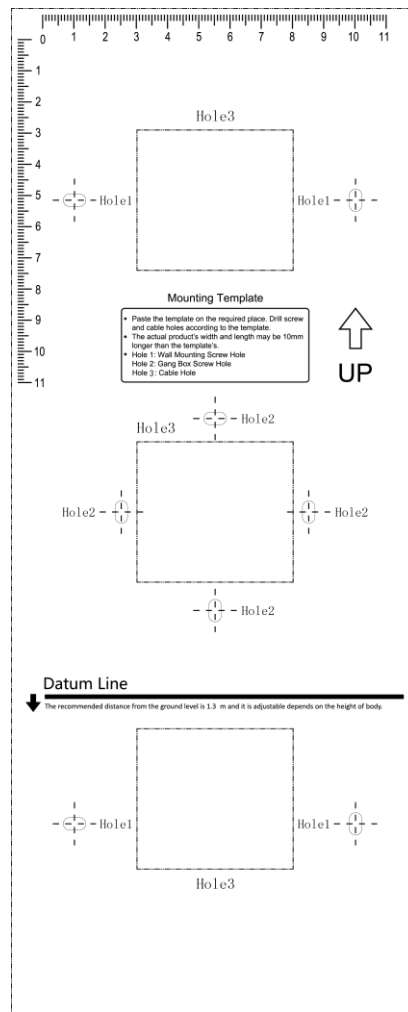 0 1 2 3 4 5 6 7 8 9 10 11
0
1
2
3
4
5
6
7
8
9
10
11
Hole3
Hole1
Hole1
Mounting Template
• Paste the template on the required place. Drill screw
and cable holes according to the template.
• The actual product's width and length may be 10mm
longer than the template's.
• Hole 1: Wall Mounting Screw Hole
Hole 2: Gang Box Screw Hole
Hole 3: Cable Hole
UP
Hole2
Hole3
Hole2
Hole2
Hole2
Datum Line
The recommended distance from the ground level is 1.3 m and it is adjustable depends on the height of body.
Hole1
Hole1
Hole3